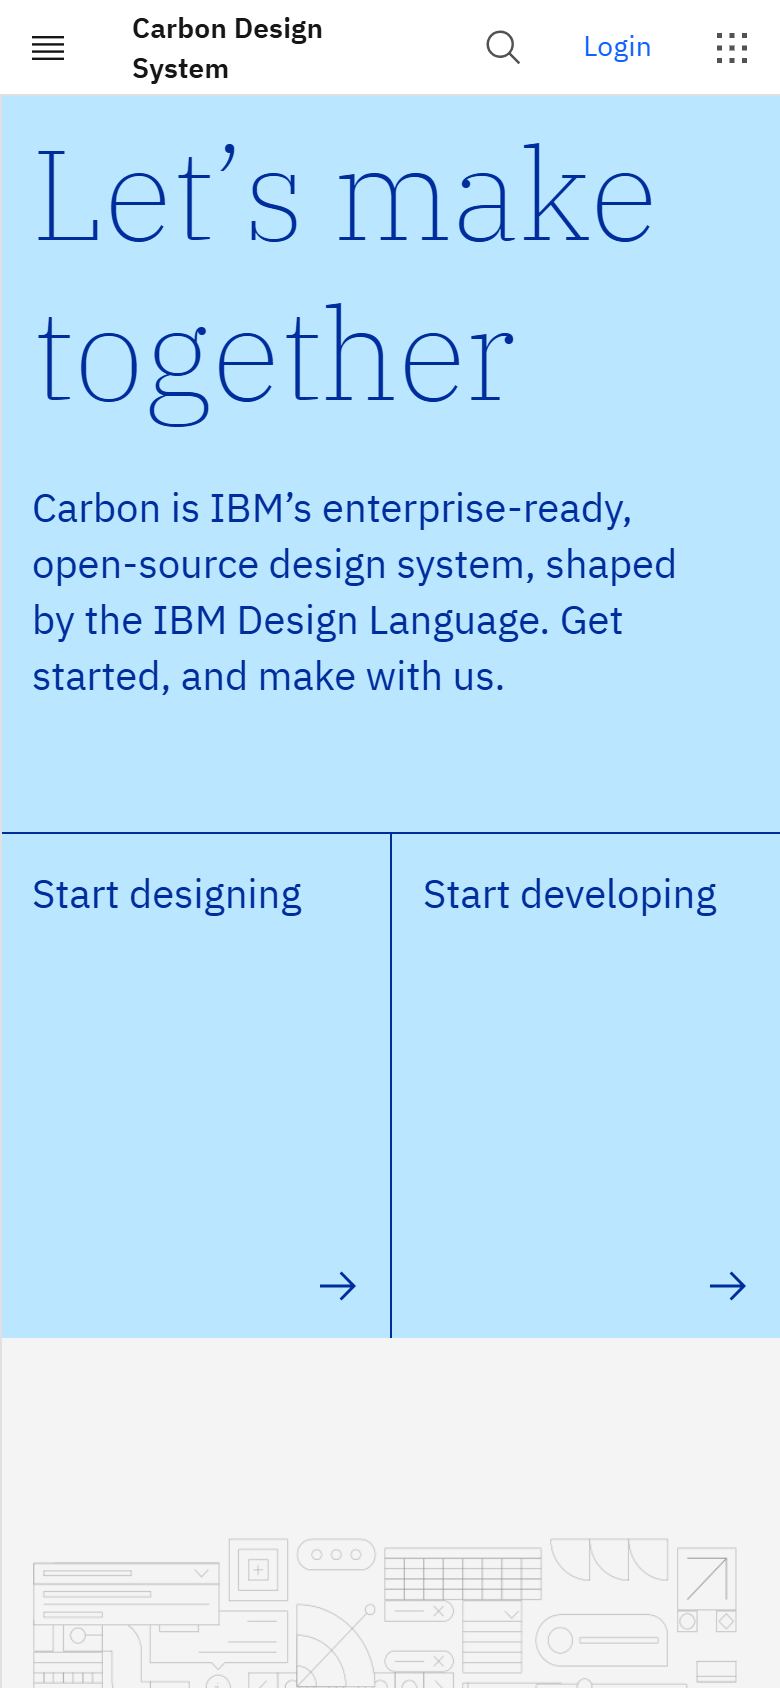 Carbon Design
System
Login
Let’s make
together
Carbon is IBM’s enterprise-ready,
open-source design system, shaped
by the IBM Design Language. Get
started, and make with us.
Start designing
Start developing